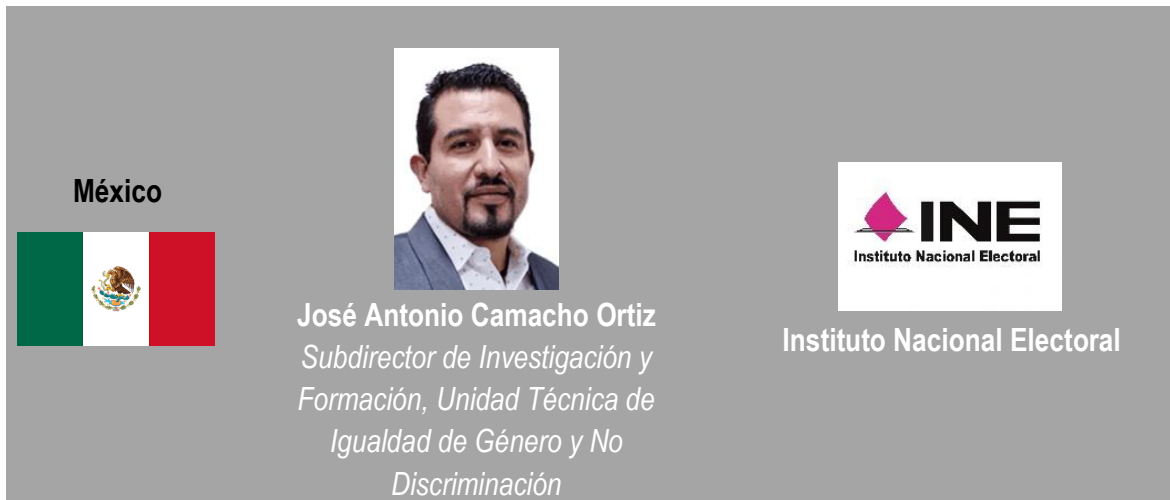 México
José Antonio Camacho Ortiz
Subdirector de Investigación y
Formación, Unidad Técnica de
Igualdad de Género y No
Discriminación
INE
Instituto Nacional Electoral
Instituto Nacional Electoral